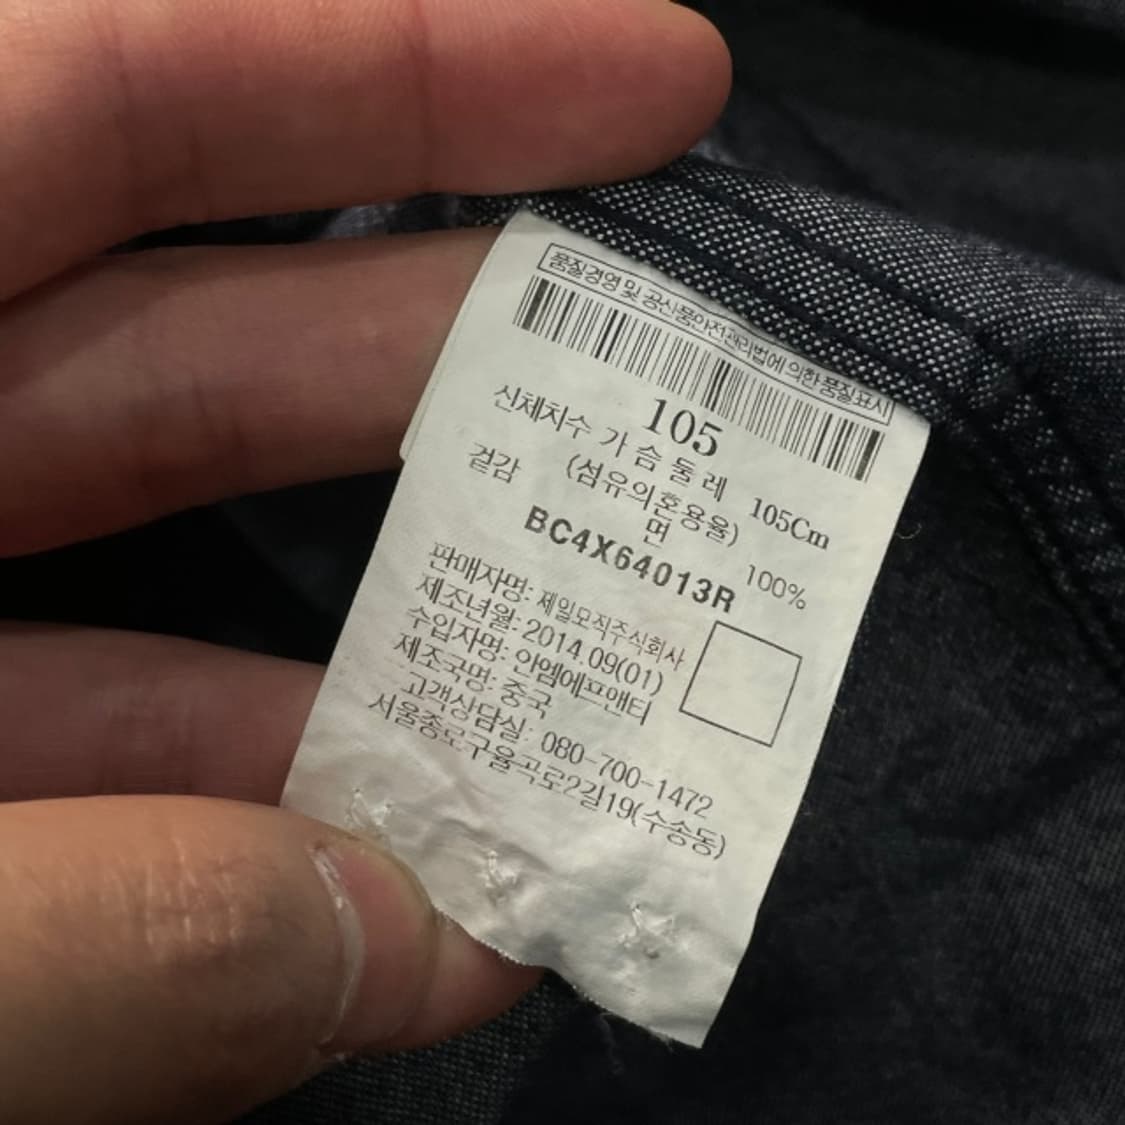 품질경영 및 공산품안전관리법에 의한 품질표시
105
신체치수 가 슴 둘 레 105Cm
(섬유의혼용율)
겉감 면 100%
BC4X64013R
판매자명: 제일모직주식회사
제조년월: 2014.09(01)
수입자명: 안엠에프앤티
제조국명: 중국
고객상담실: 080-700-1472
서울종로구율곡로2길19(수송동)